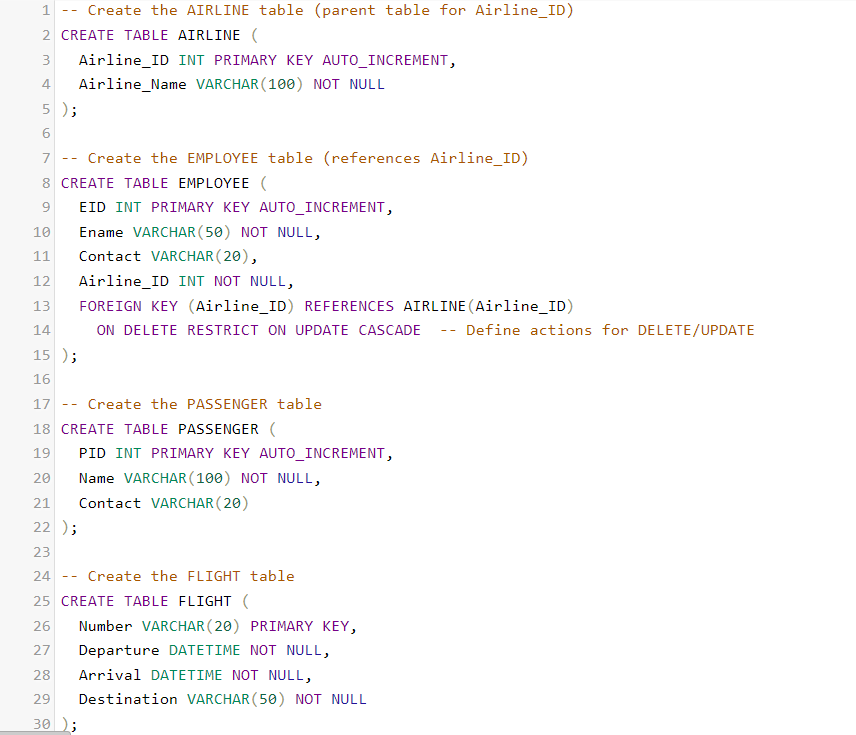 1 -- Create the AIRLINE table (parent table for Airline_ID)
2 CREATE TABLE AIRLINE (
3   Airline_ID INT PRIMARY KEY AUTO_INCREMENT,
4   Airline_Name VARCHAR(100) NOT NULL
5 );
6
7 -- Create the EMPLOYEE table (references Airline_ID)
8 CREATE TABLE EMPLOYEE (
9   EID INT PRIMARY KEY AUTO_INCREMENT,
10   Ename VARCHAR(50) NOT NULL,
11   Contact VARCHAR(20),
12   Airline_ID INT NOT NULL,
13   FOREIGN KEY (Airline_ID) REFERENCES AIRLINE(Airline_ID)
14     ON DELETE RESTRICT ON UPDATE CASCADE  -- Define actions for DELETE/UPDATE
15 );
16
17 -- Create the PASSENGER table
18 CREATE TABLE PASSENGER (
19   PID INT PRIMARY KEY AUTO_INCREMENT,
20   Name VARCHAR(100) NOT NULL,
21   Contact VARCHAR(20)
22 );
23
24 -- Create the FLIGHT table
25 CREATE TABLE FLIGHT (
26   Number VARCHAR(20) PRIMARY KEY,
27   Departure DATETIME NOT NULL,
28   Arrival DATETIME NOT NULL,
29   Destination VARCHAR(50) NOT NULL
30 );